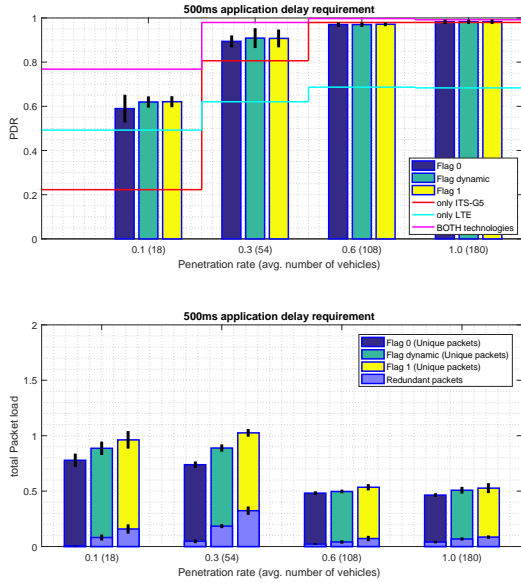 500ms application delay requirement
1
0.8
0.6
0.4
0.2
0
PDR
Flag 0
Flag dynamic
Flag 1
only ITS-G5
only LTE
BOTH technologies
0.1 (18) 0.3 (54) 0.6 (108) 1.0 (180)
Penetration rate (avg. number of vehicles)
500ms application delay requirement
2
1.5
1
0.5
0
total Packet load
Flag 0 (Unique packets)
Flag dynamic (Unique packets)
Flag 1 (Unique packets)
Redundant packets
0.1 (18) 0.3 (54) 0.6 (108) 1.0 (180)
Penetration rate (avg. number of vehicles)